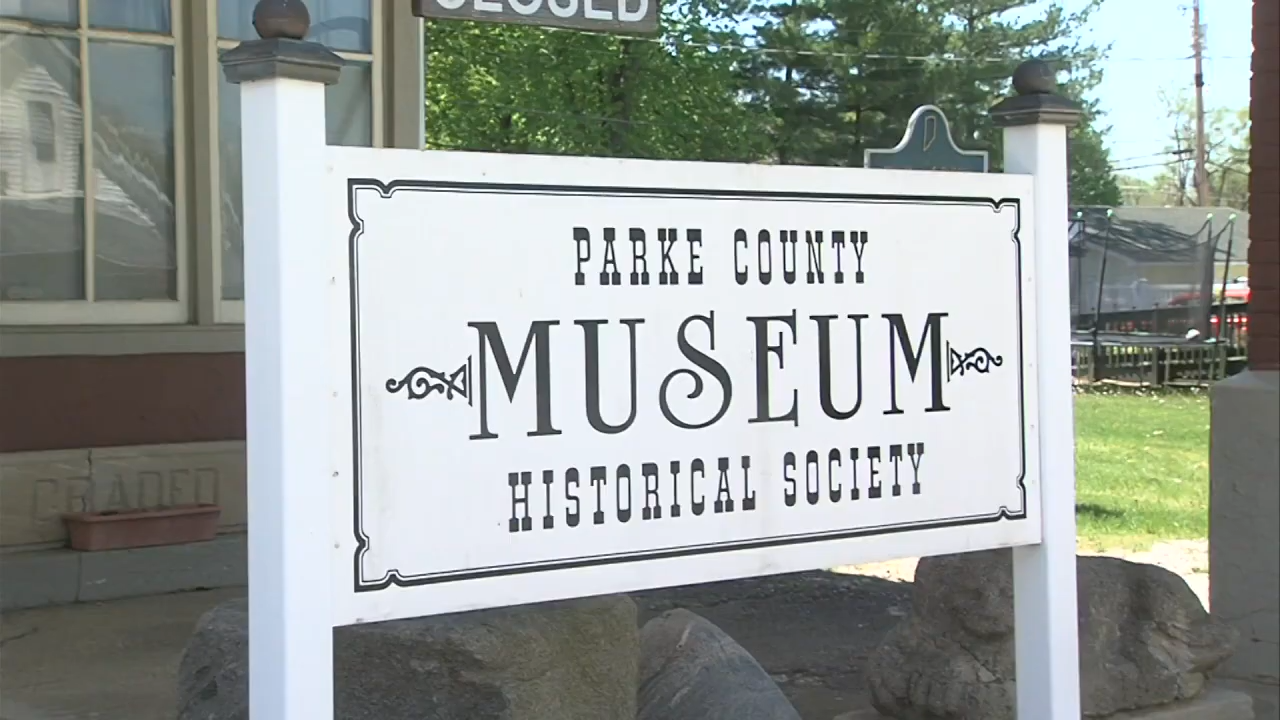 CLOSED
PARKE COUNTY
MUSEUM
HISTORICAL SOCIETY
GRADED